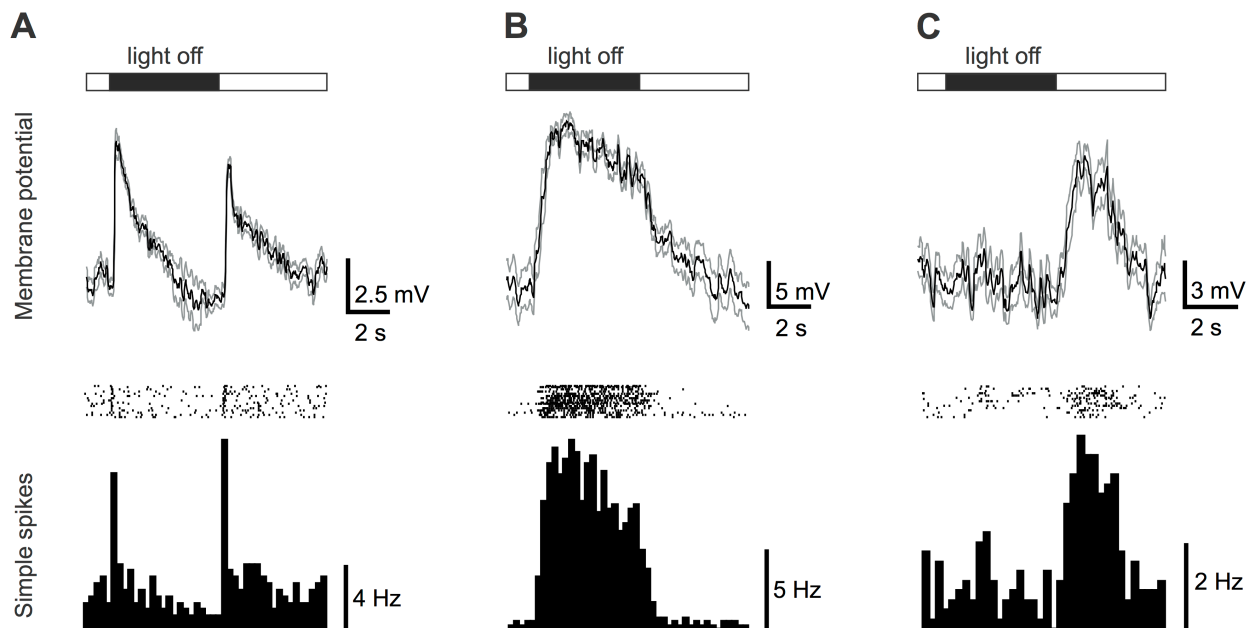 A
B
C
light off
light off
light off
Membrane potential
2.5 mV
2 s
5 mV
2 s
3 mV
2 s
Simple spikes
4 Hz
5 Hz
2 Hz